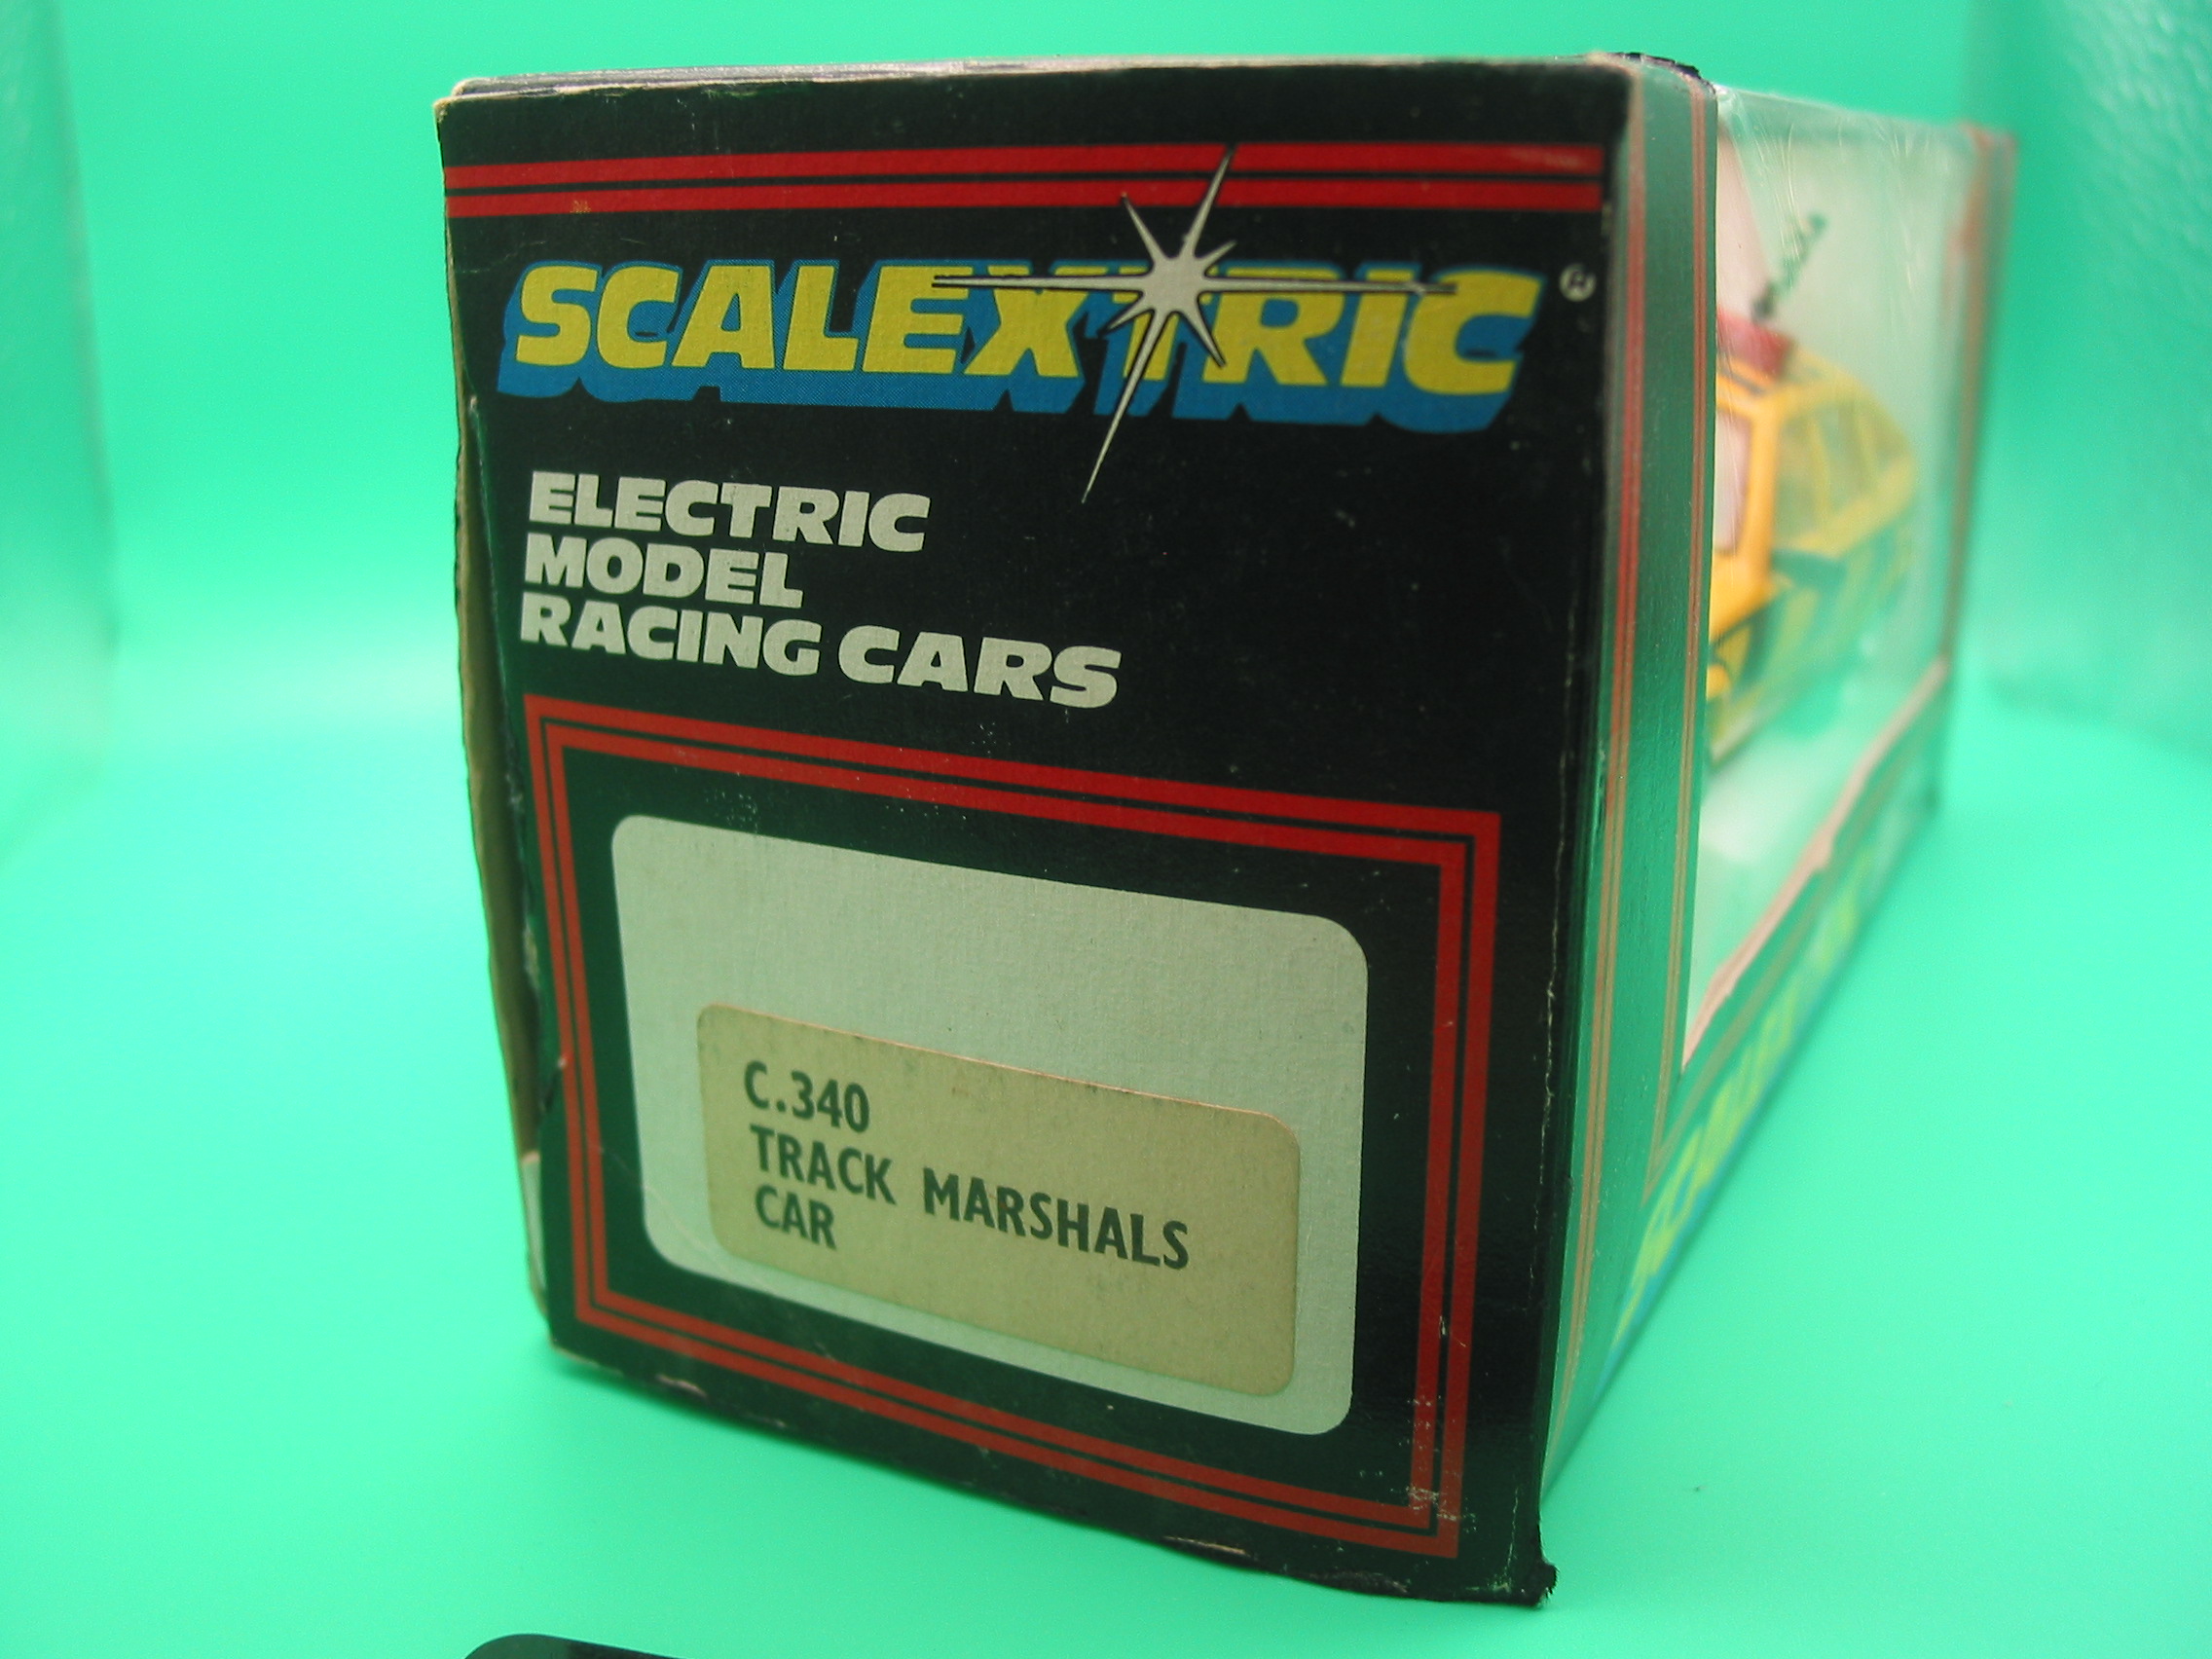 SCALEXTRIC®
ELECTRIC
MODEL
RACING CARS
C.340
TRACK MARSHALS
CAR